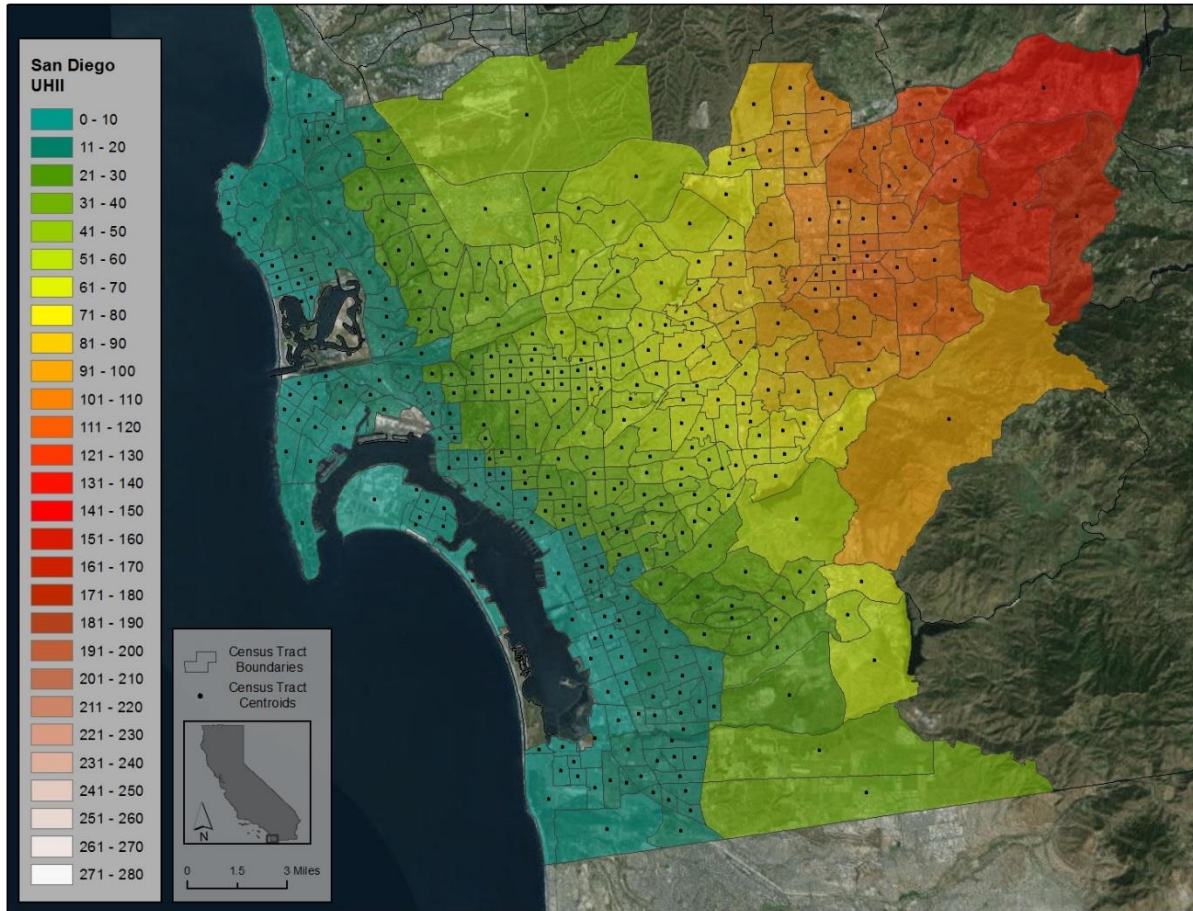 San Diego
UHII
0 - 10
11 - 20
21 - 30
31 - 40
41 - 50
51 - 60
61 - 70
71 - 80
81 - 90
91 - 100
101 - 110
111 - 120
121 - 130
131 - 140
141 - 150
151 - 160
161 - 170
171 - 180
181 - 190
191 - 200
201 - 210
211 - 220
221 - 230
231 - 240
241 - 250
251 - 260
261 - 270
271 - 280
Census Tract
Boundaries
Census Tract
Centroids
N
0 1.5 3 Miles